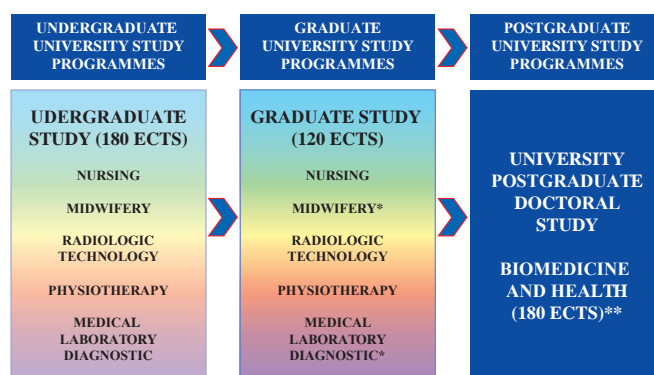 UNDERGRADUATE
UNIVERSITY STUDY
PROGRAMMES
GRADUATE
UNIVERSITY STUDY
PROGRAMMES
POSTGRADUATE
UNIVERSITY STUDY
PROGRAMMES
UDERGRADUATE
STUDY (180 ECTS)
NURSING
MIDWIFERY
RADIOLOGIC
TECHNOLOGY
PHYSIOTHERAPY
MEDICAL
LABORATORY
DIAGNOSTIC
GRADUATE STUDY
(120 ECTS)
NURSING
MIDWIFERY*
RADIOLOGIC
TECHNOLOGY
PHYSIOTHERAPY
MEDICAL
LABORATORY
DIAGNOSTIC*
UNIVERSITY
POSTGRADUATE
DOCTORAL
STUDY
BIOMEDICINE
AND HEALTH
(180 ECTS)**